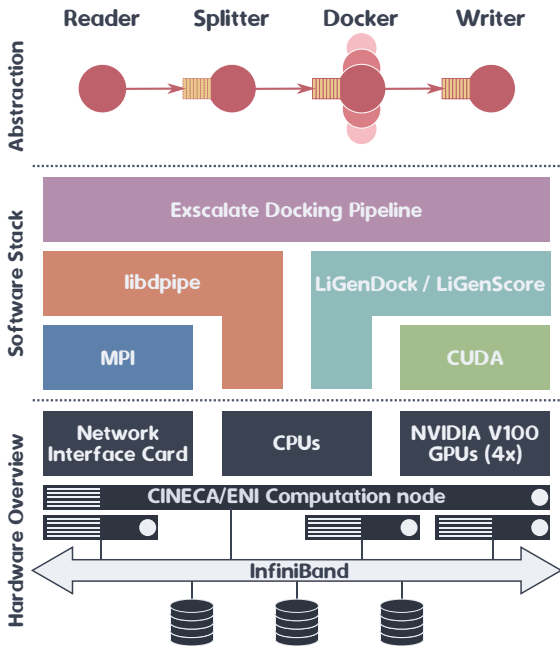 Reader
Splitter
Docker
Writer
Abstraction
Software Stack
Exscalate Docking Pipeline
libdpipe
LiGenDock / LiGenScore
MPI
CUDA
Hardware Overview
Network
Interface Card
CPUs
NVIDIA V100
GPUs (4x)
CINECA/ENI Computation node
InfiniBand